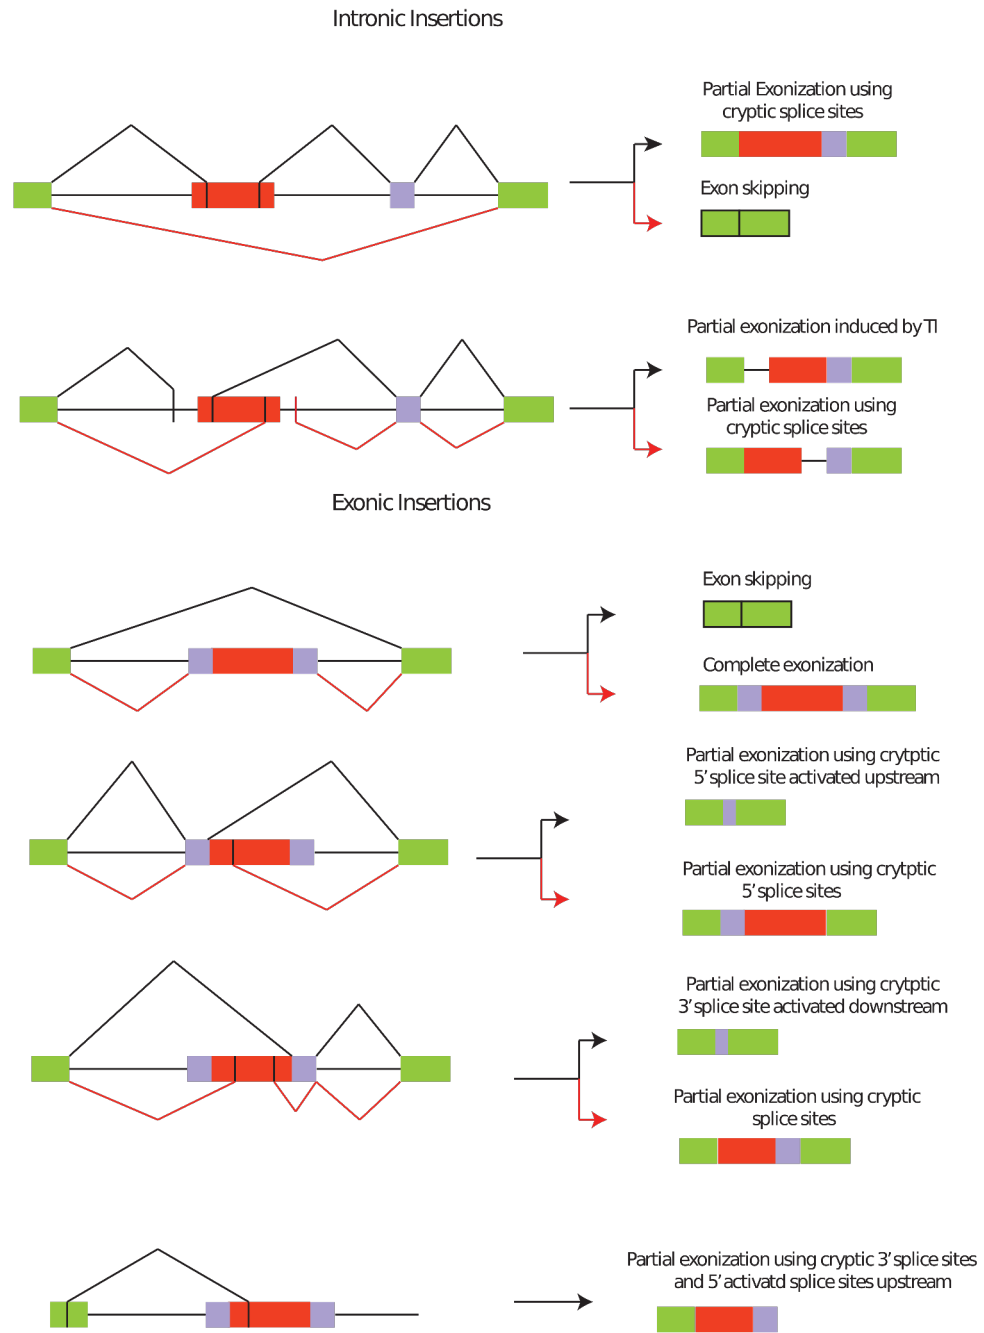 Intronic Insertions
Partial Exonization using
cryptic splice sites
Exon skipping
Partial exonization induced by TI
Partial exonization using
cryptic splice sites
Exonic Insertions
Exon skipping
Complete exonization
Partial exonization using crytptic
5' splice site activated upstream
Partial exonization using crytptic
5' splice sites
Partial exonization using crytptic
3' splice site activated downstream
Partial exonization using cryptic
splice sites
Partial exonization using cryptic 3' splice sites
and 5' activatd splice sites upstream